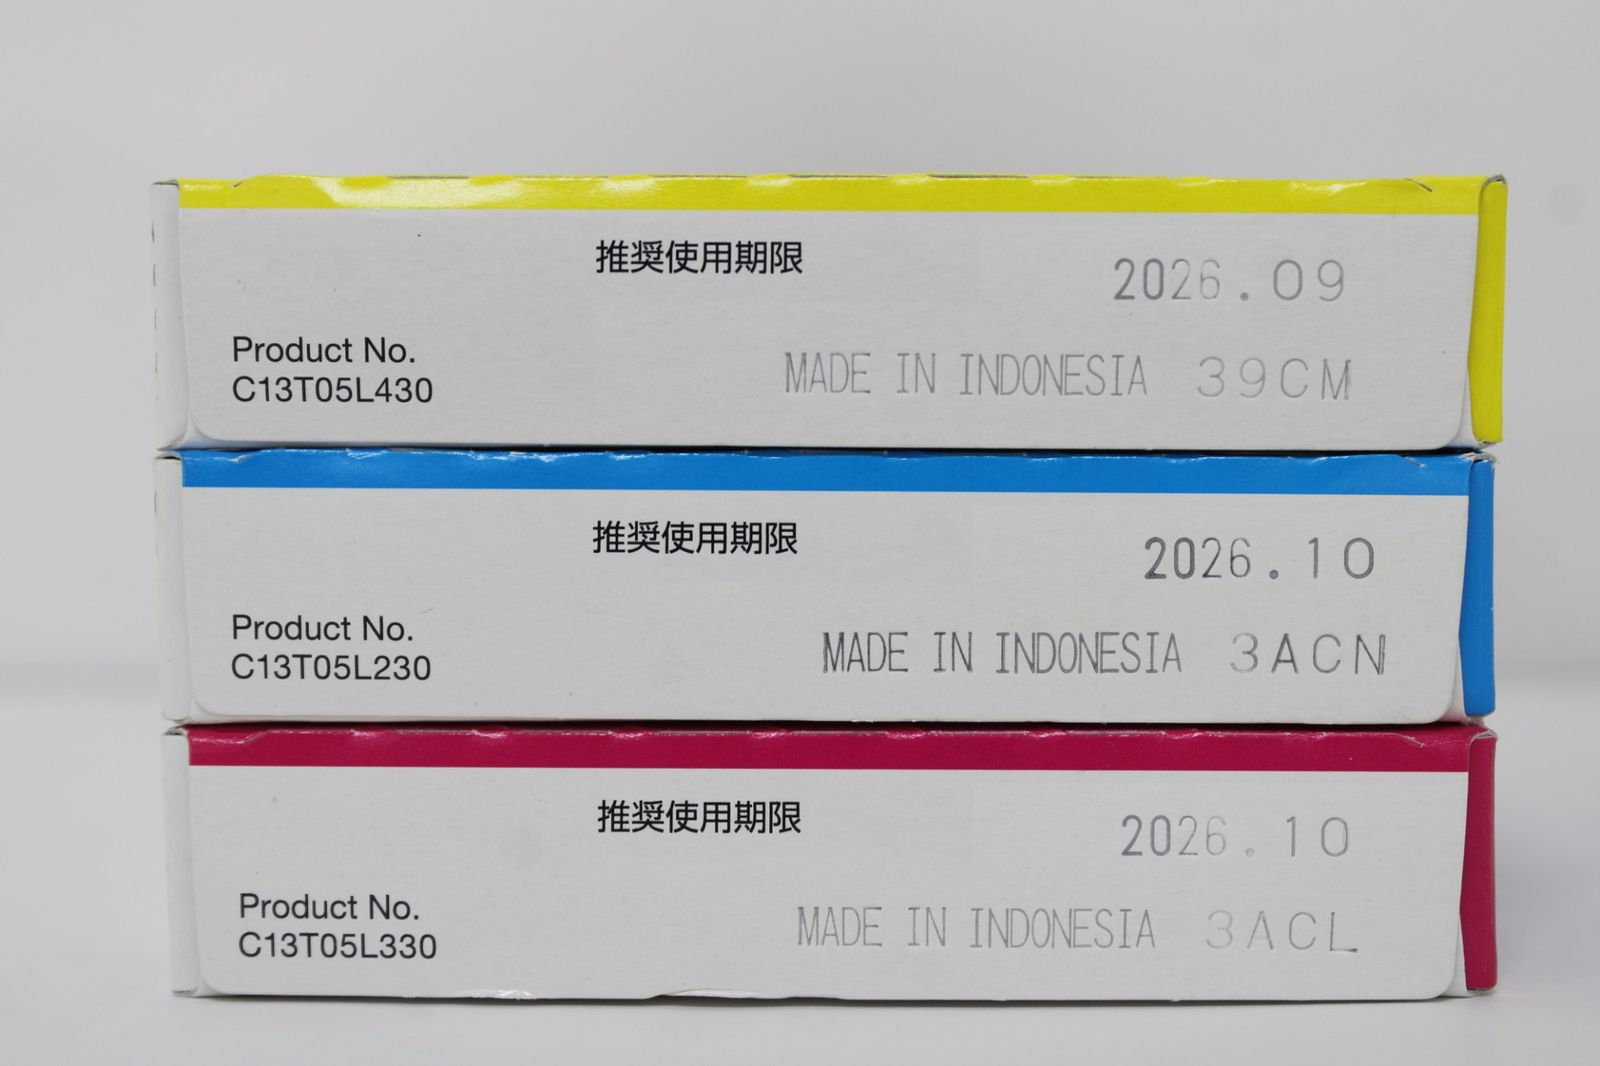 推奨使用期限
2026.09
Product No.
C13T05L430
MADE IN INDONESIA 39CM
推奨使用期限
2026.10
Product No.
C13T05L230
MADE IN INDONESIA 3ACN
推奨使用期限
2026.10
Product No.
C13T05L330
MADE IN INDONESIA 3ACL